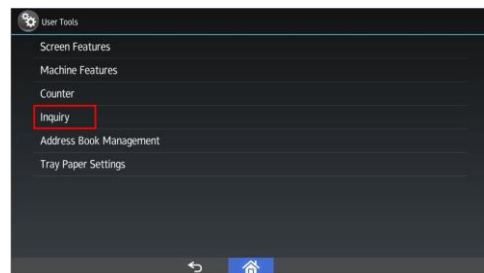 User Tools
Screen Features
Machine Features
Counter
Inquiry
Address Book Management
Tray Paper Settings